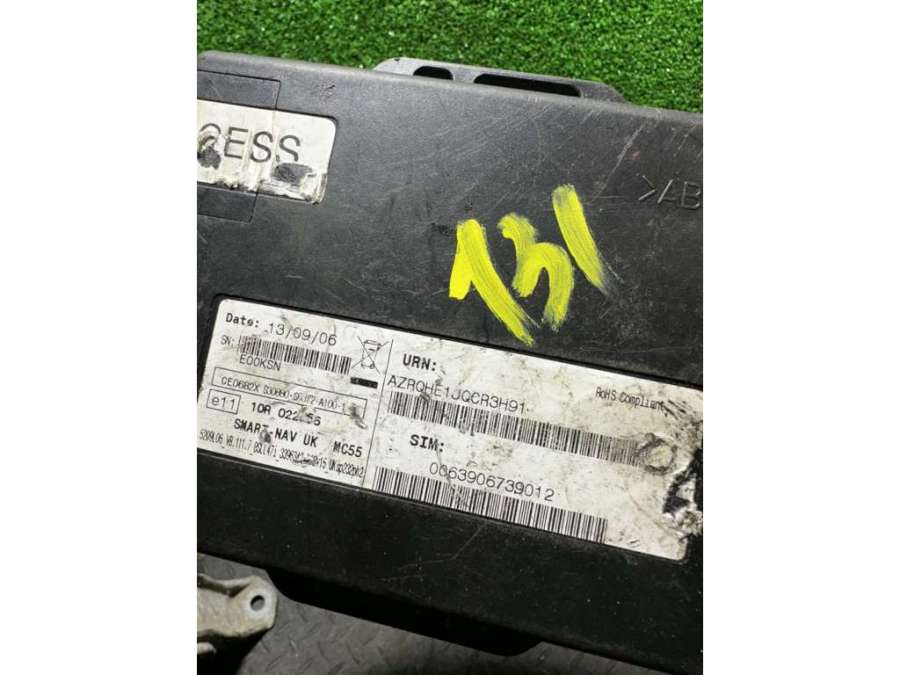 CESS
>AB
131
Date: 13/09/06
SN:
E00KSN
e11
10R
SMART NAV UK MC55
URN:
AZRQHE1JQCR3H91
RoHS Compliant
SIM:
0063906739012